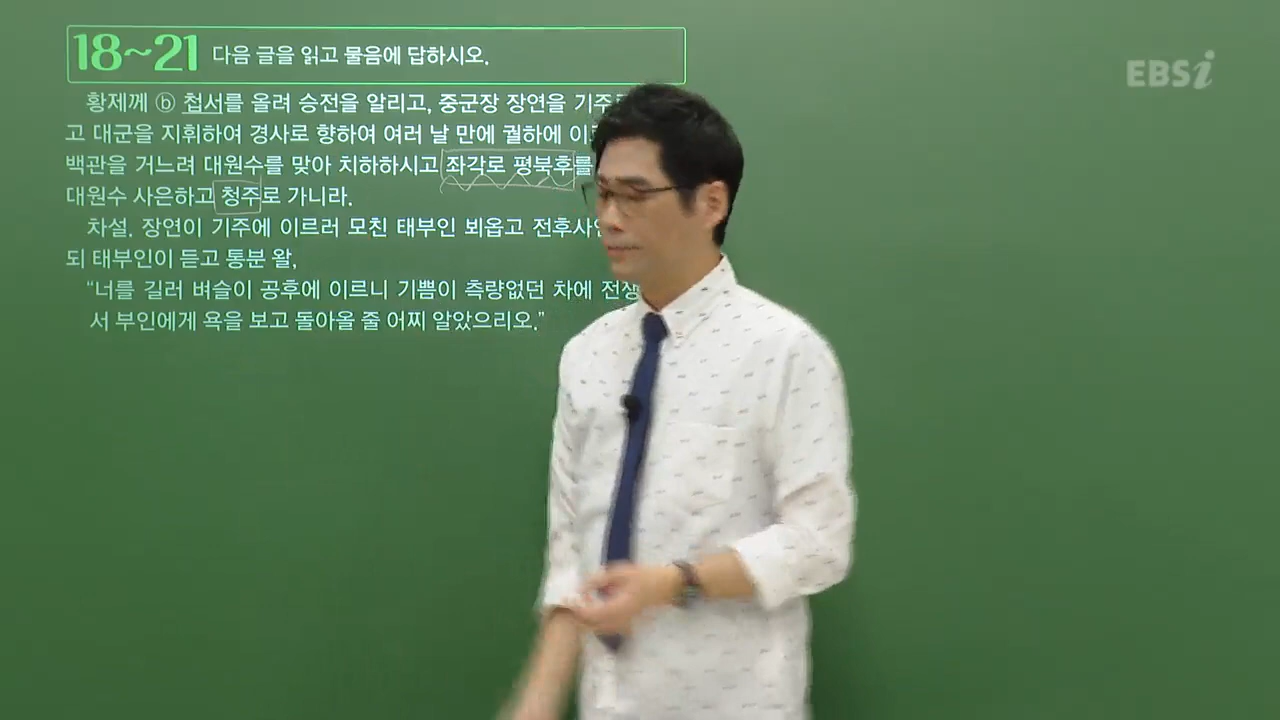 18~21 다음 글을 읽고 물음에 답하시오.
EBSi
황제께 ⓑ 첩서를 올려 승전을 알리고, 중군장 장연을 기주로
고 대군을 지휘하여 경사로 향하여 여러 날 만에 궐하에
백관을 거느려 대원수를 맞아 치하하시고 좌각로 평북후를
대원수 사은하고 청주로 가니라.
차설, 장연이 기주에 이르러 모친 태부인 뵈옵고
되 태부인이 듣고 통분 왈,
“너를 길러 벼슬이 공후에 이르니 기쁨이 측량없던 차에
서 부인에게 욕을 보고 돌아올 줄 어찌 알았으리오.”